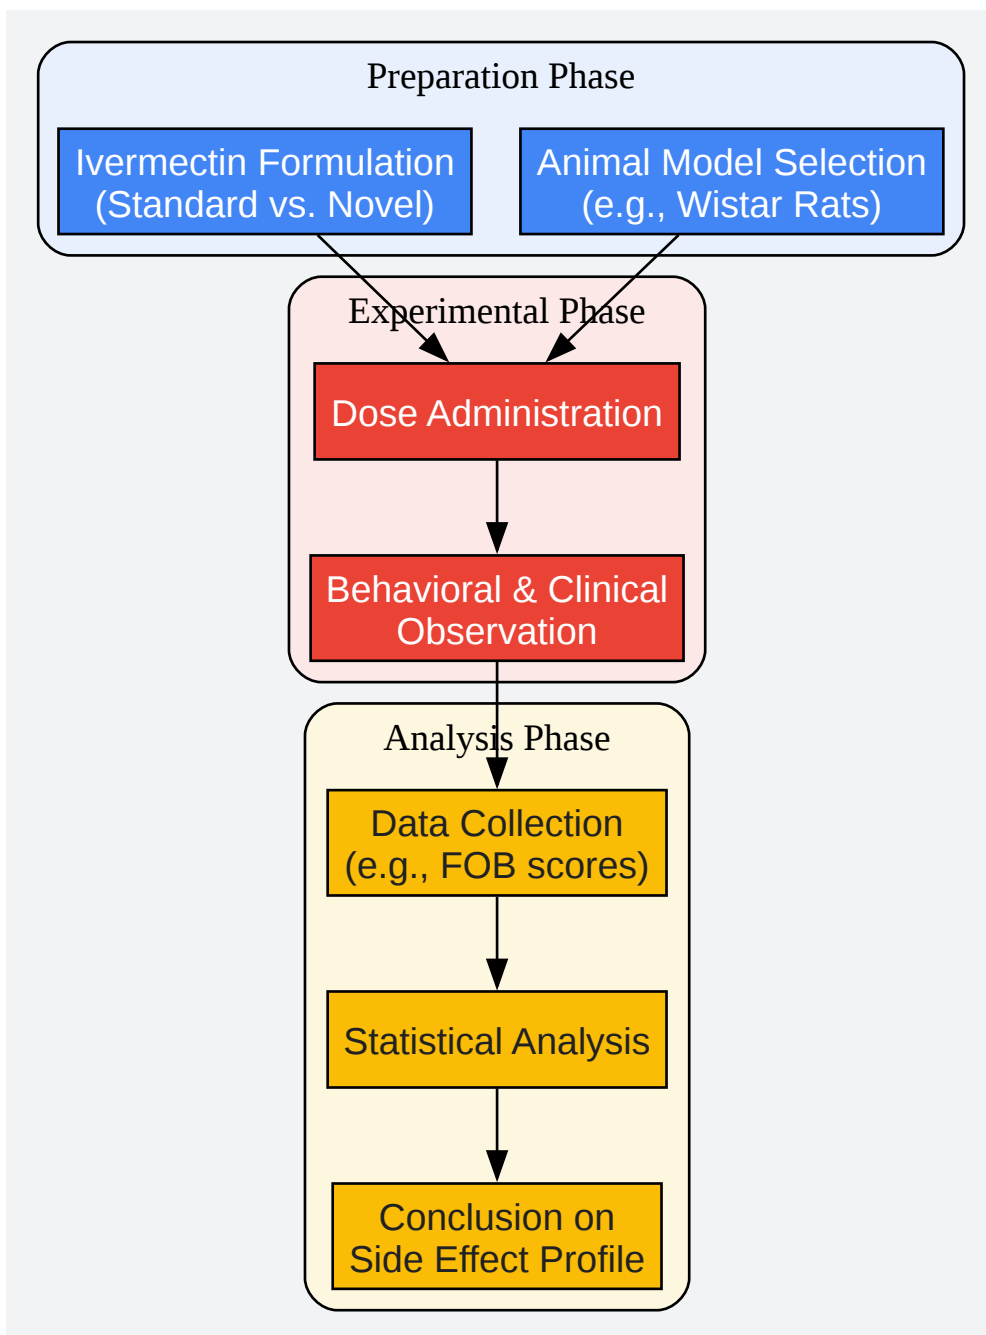 Preparation Phase
Ivermectin Formulation
(Standard vs. Novel)
Animal Model Selection
(e.g., Wistar Rats)
Experimental Phase
Dose Administration
Behavioral & Clinical
Observation
Analysis Phase
Data Collection
(e.g., FOB scores)
Statistical Analysis
Conclusion on
Side Effect Profile